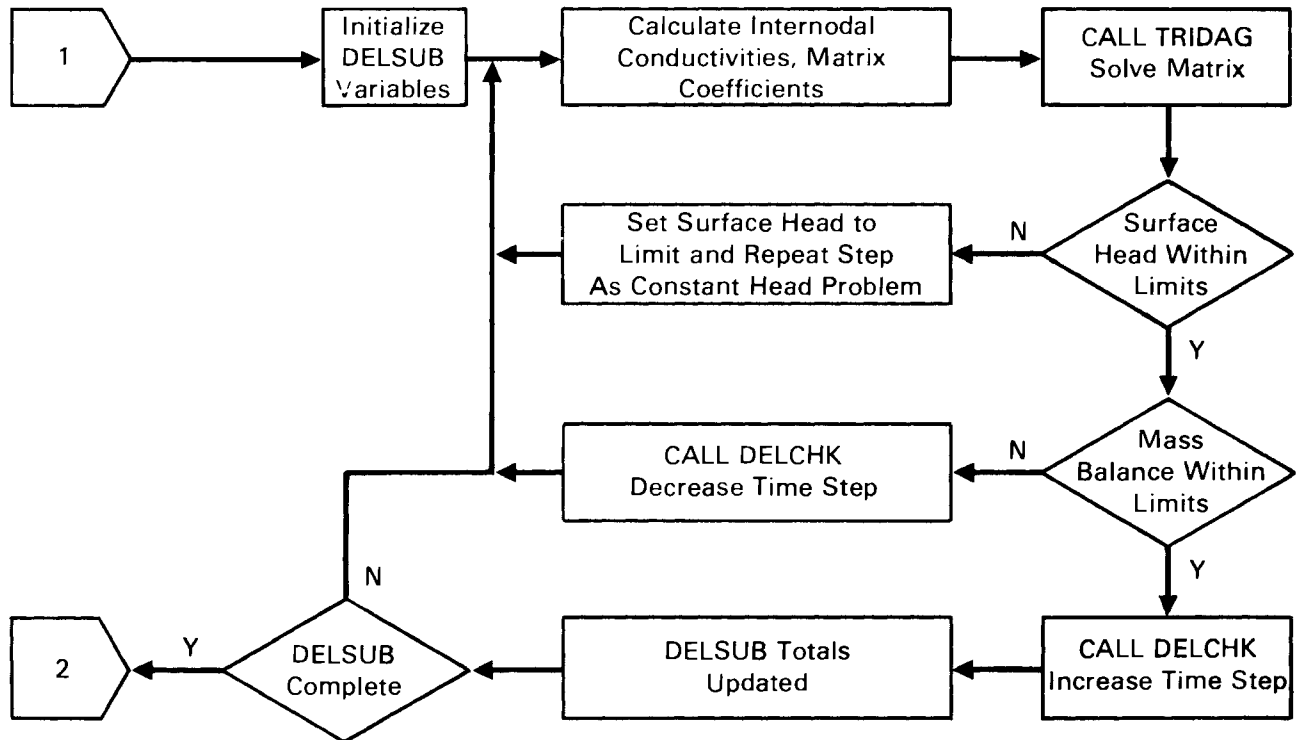 1
Initialize
DELSUB
Variables
Calculate Internodal
Conductivities, Matrix
Coefficients
CALL TRIDAG
Solve Matrix
Set Surface Head to
Limit and Repeat Step
As Constant Head Problem
N
Surface
Head Within
Limits
Y
CALL DELCHK
Decrease Time Step
N
Mass
Balance Within
Limits
Y
N
2
Y
DELSUB
Complete
DELSUB Totals
Updated
CALL DELCHK
Increase Time Step